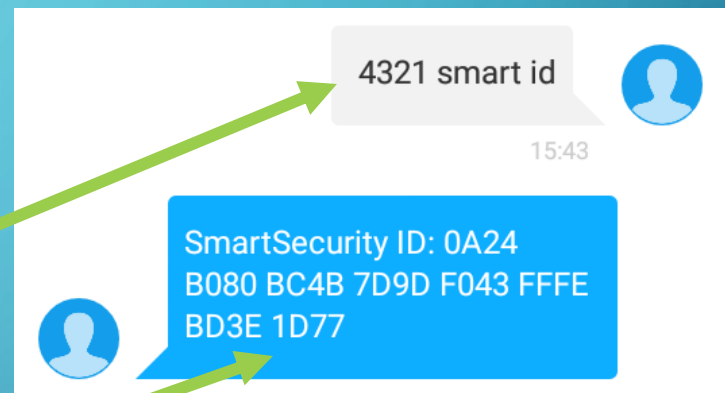 4321 smart id
15:43
SmartSecurity ID: 0A24
B080 BC4B 7D9D F043 FFFE
BD3E 1D77